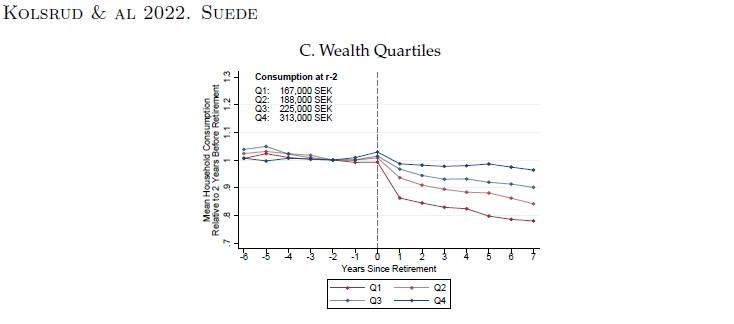 KOLSRUD & AL 2022. SUEDE
C. Wealth Quartiles
Mean Household Consumption
Relative to 2 Years Before Retirement
1.3
1.2
1.1
1
.9
.8
.7
Consumption at r-2
Q1: 167,000 SEK
Q2: 188,000 SEK
Q3: 225,000 SEK
Q4: 313,000 SEK
-6 -5 -4 -3 -2 -1 0 1 2 3 4 5 6 7
Years Since Retirement
Q1 Q2
Q3 Q4